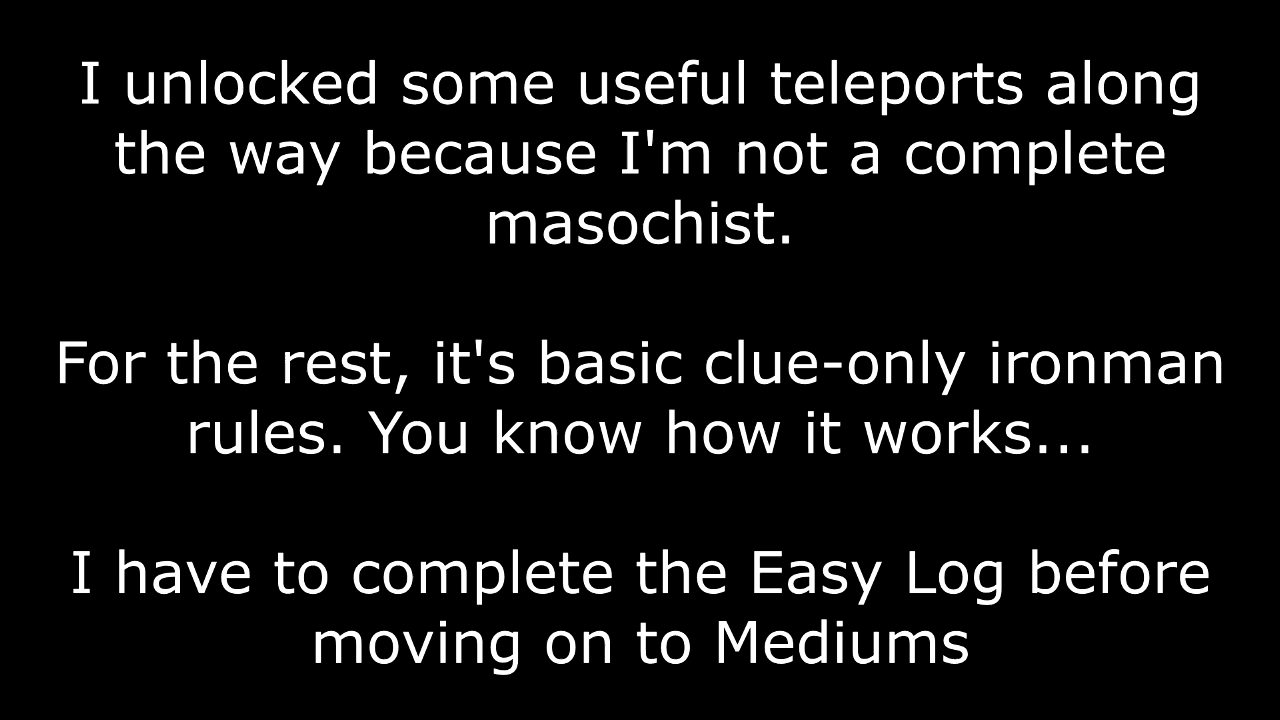 I unlocked some useful teleports along
the way because I'm not a complete
masochist.
For the rest, it's basic clue-only ironman
rules. You know how it works...
I have to complete the Easy Log before
moving on to Mediums